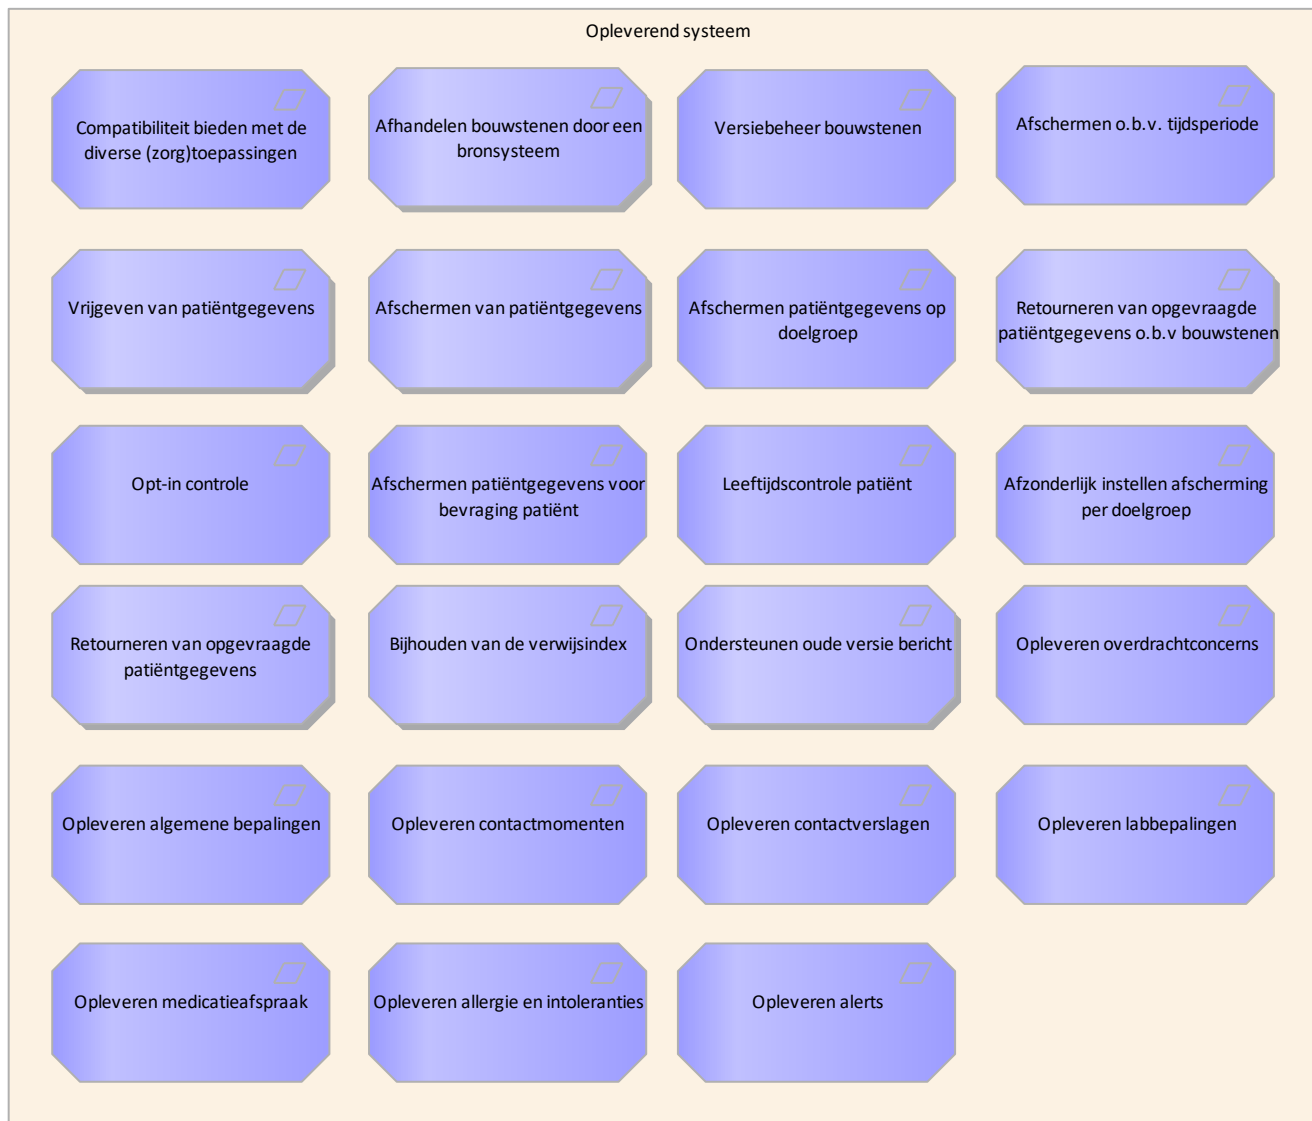 Opleverend systeem
Compatibiliteit bieden met de
diverse (zorg)toepassingen
Afhandelen bouwstenen door een
bronsysteem
Versiebeheer bouwstenen
Afschermen o.b.v. tijdsperiode
Vrijgeven van patiëntgegevens
Afschermen van patiëntgegevens
Afschermen patiëntgegevens op
doelgroep
Retourneren van opgevraagde
patiëntgegevens o.b.v bouwstenen
Opt-in controle
Afschermen patiëntgegevens voor
bevraging patiënt
Leeftijdscontrole patiënt
Afzonderlijk instellen afscherming
per doelgroep
Retourneren van opgevraagde
patiëntgegevens
Bijhouden van de verwijsindex
Ondersteunen oude versie bericht
Opleveren overdrachtconcerns
Opleveren algemene bepalingen
Opleveren contactmomenten
Opleveren contactverslagen
Opleveren labbepalingen
Opleveren medicatieafspraak
Opleveren allergie en intoleranties
Opleveren alerts